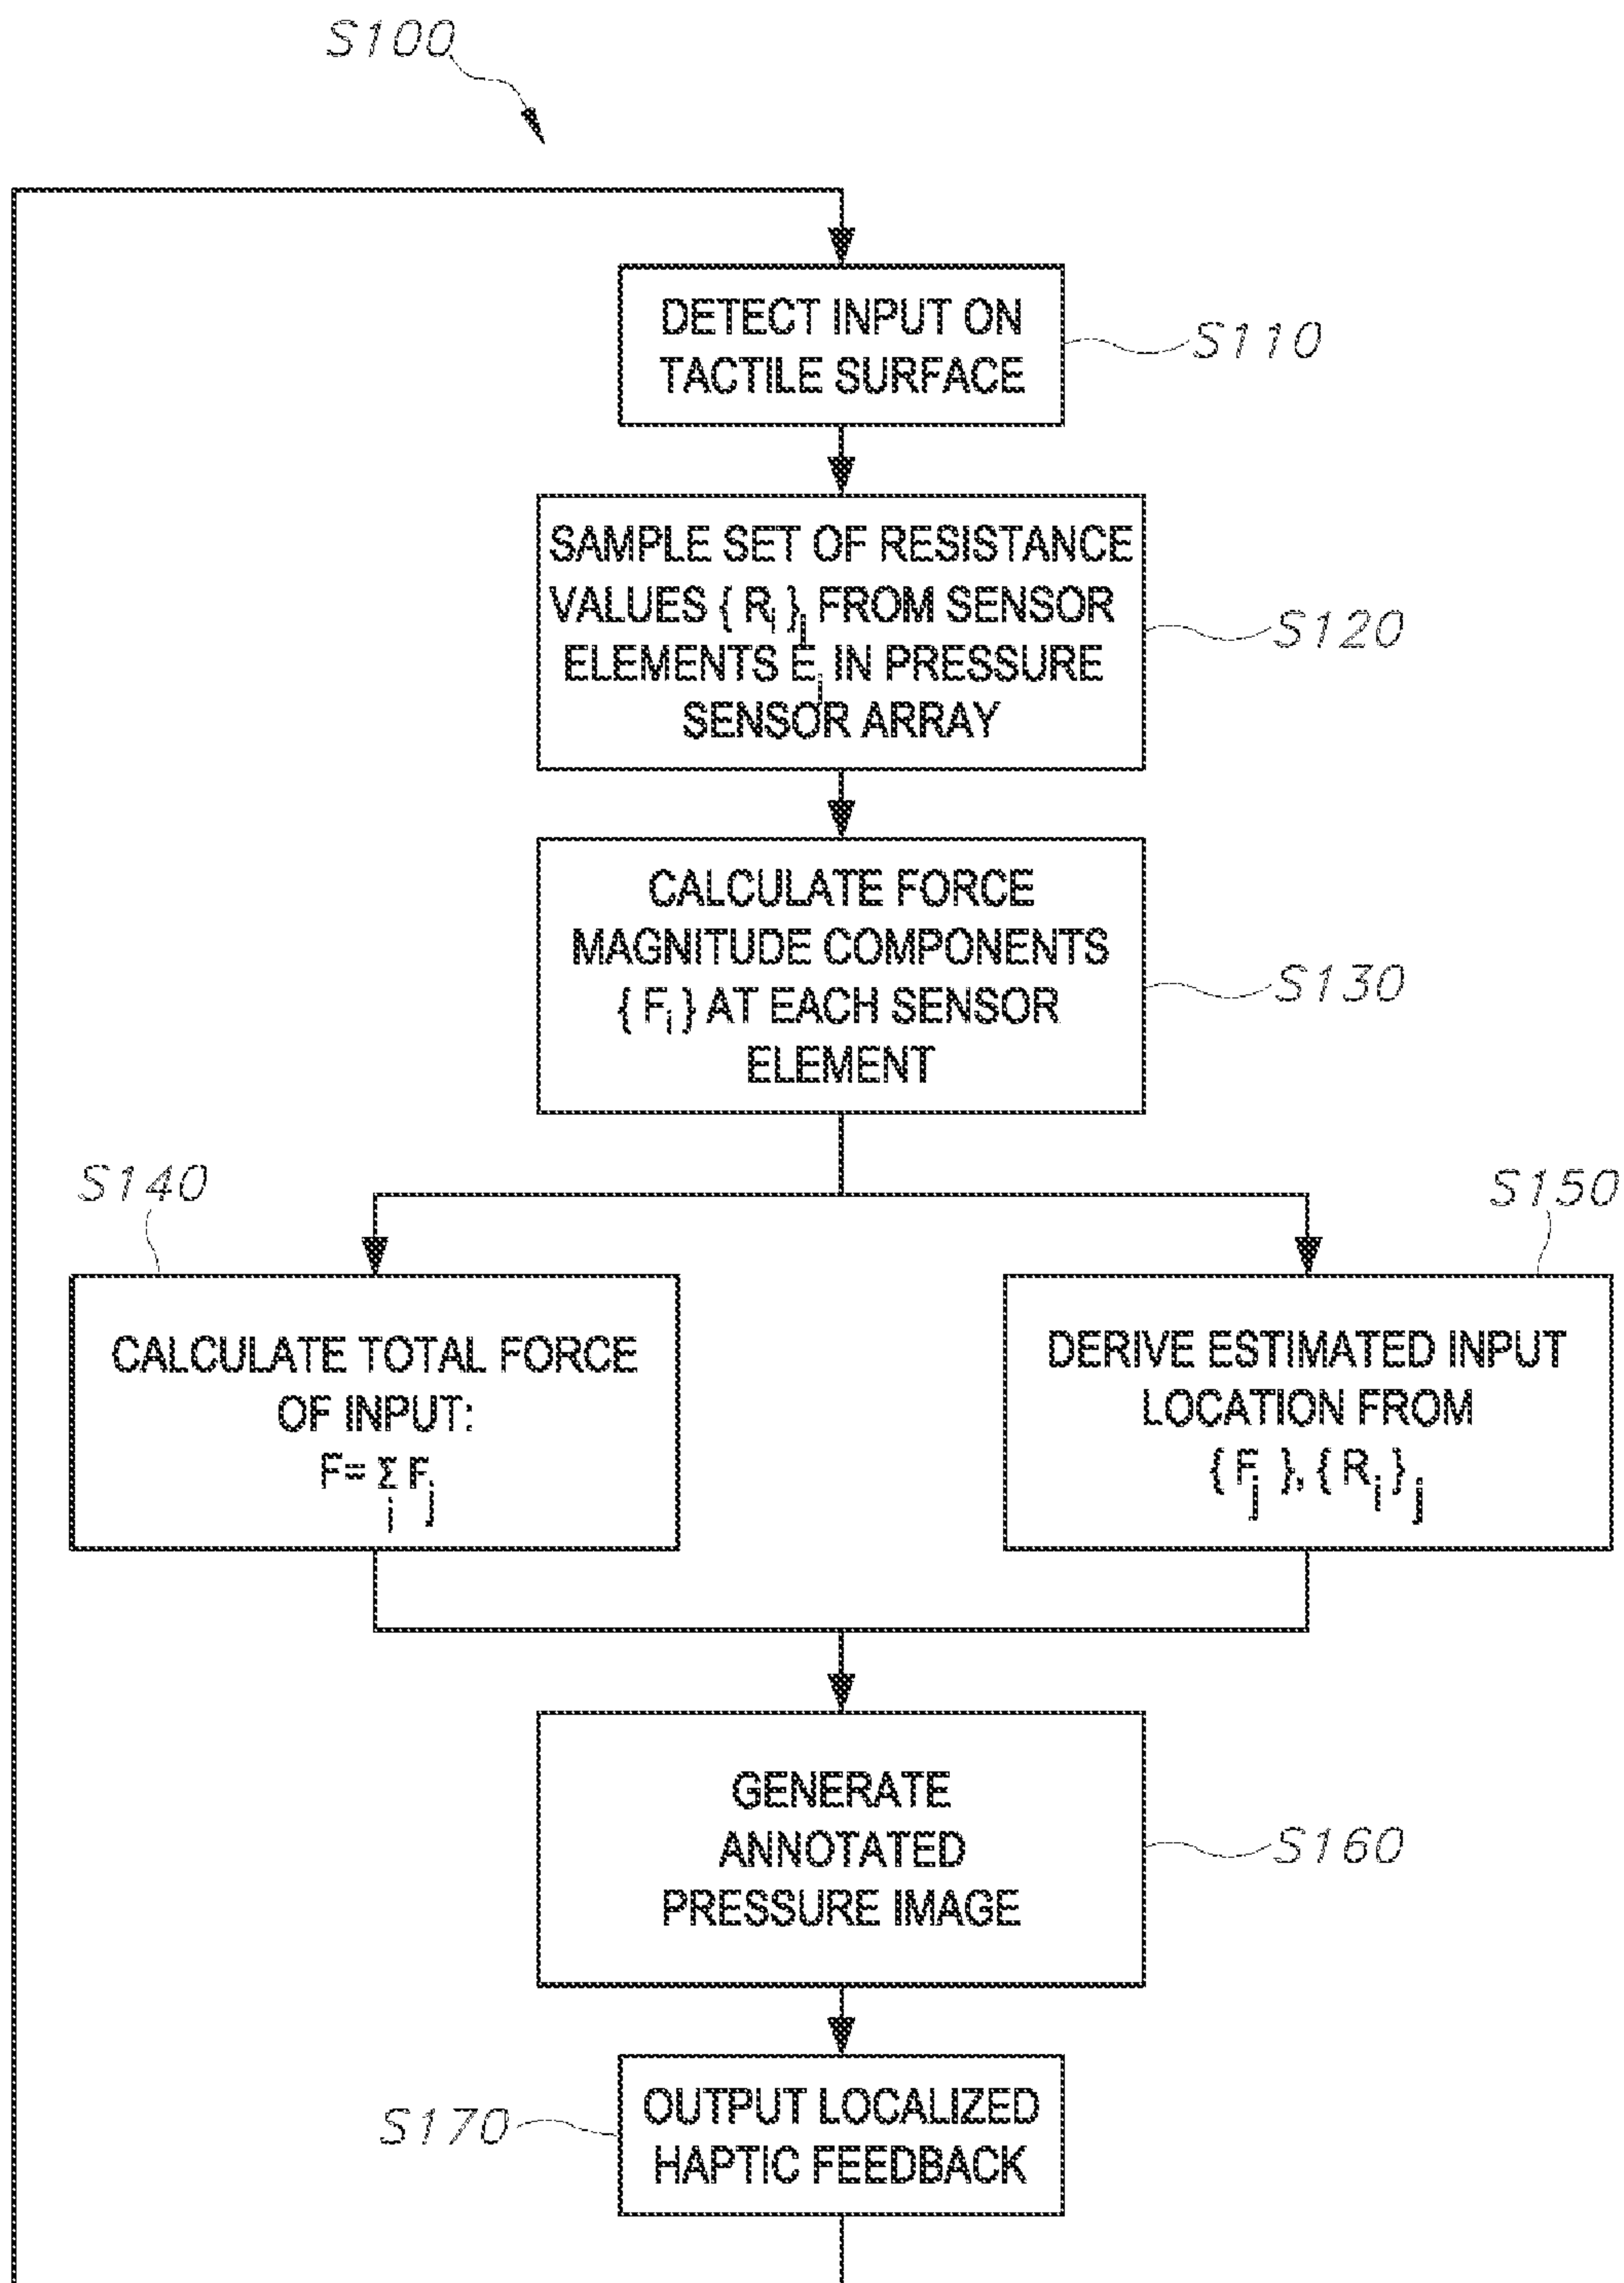 S100
DETECT INPUT ON
TACTILE SURFACE
S110
SAMPLE SET OF RESISTANCE
VALUES { Ri }j FROM SENSOR
ELEMENTS Ej IN PRESSURE
SENSOR ARRAY
S120
CALCULATE FORCE
MAGNITUDE COMPONENTS
{ Fi } AT EACH SENSOR
ELEMENT
S130
S140
CALCULATE TOTAL FORCE
OF INPUT:
F= Σi Fj
S150
DERIVE ESTIMATED INPUT
LOCATION FROM
{ Fj }, { Ri }j
GENERATE
ANNOTATED
PRESSURE IMAGE
S160
S170
OUTPUT LOCALIZED
HAPTIC FEEDBACK